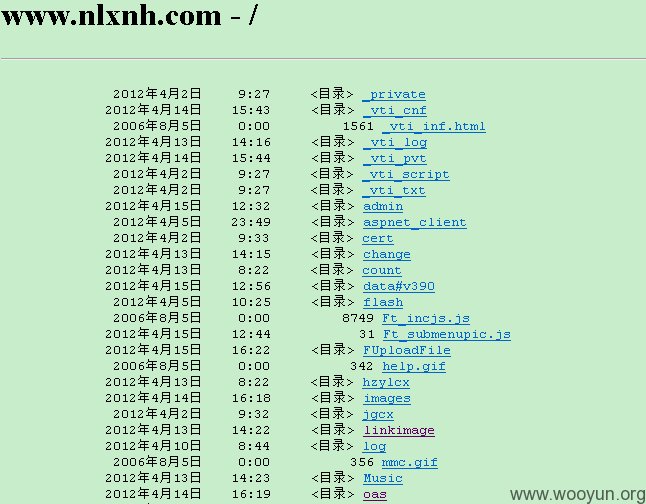 www.nlxnh.com - /
2012年4月2日 9:27 <目录> _private
2012年4月14日 15:43 <目录> _vti_cnf
2006年8月5日 0:00 1561 _vti_inf.html
2012年4月13日 14:16 <目录> _vti_log
2012年4月14日 15:44 <目录> _vti_pvt
2012年4月2日 9:27 <目录> _vti_script
2012年4月2日 9:27 <目录> _vti_txt
2012年4月15日 12:32 <目录> admin
2012年4月5日 23:49 <目录> aspnet_client
2012年4月2日 9:33 <目录> cert
2012年4月13日 14:15 <目录> change
2012年4月13日 8:22 <目录> count
2012年4月15日 12:56 <目录> data#v390
2012年4月5日 10:25 <目录> flash
2006年8月5日 0:00 8749 Ft_incjs.js
2012年4月15日 12:44 31 Ft_submenupic.js
2012年4月15日 16:22 <目录> FUploadFile
2006年8月5日 0:00 342 help.gif
2012年4月13日 8:22 <目录> hzylcx
2012年4月14日 16:18 <目录> images
2012年4月2日 9:32 <目录> jgcx
2012年4月13日 14:22 <目录> linkimage
2012年4月10日 8:44 <目录> log
2006年8月5日 0:00 356 mmc.gif
2012年4月13日 14:23 <目录> Music
2012年4月14日 16:19 <目录> oas
www.wooyun.org